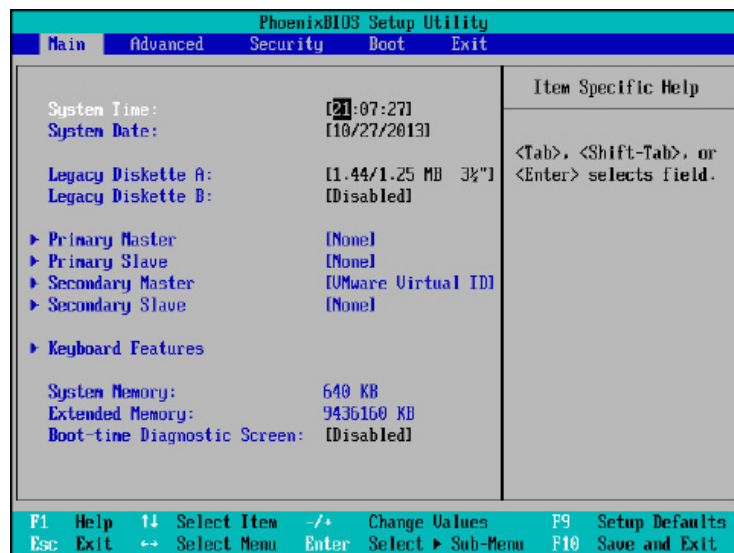 PhoenixBIOS Setup Utility
Main Advanced Security Boot Exit
Item Specific Help
System Time: [21:07:27]
System Date: [10/27/2013]
<Tab>, <Shift-Tab>, or
<Enter> selects field.
Legacy Diskette A: [1.44/1.25 MB 3½"]
Legacy Diskette B: [Disabled]
▶ Primary Master [None]
▶ Primary Slave [None]
▶ Secondary Master [VMware Virtual ID]
▶ Secondary Slave [None]
▶ Keyboard Features
System Memory: 640 KB
Extended Memory: 9436160 KB
Boot-time Diagnostic Screen: [Disabled]
F1 Help ↑↓ Select Item -/+ Change Values F9 Setup Defaults
Esc Exit ↔ Select Menu Enter Select ▶ Sub-Menu F10 Save and Exit